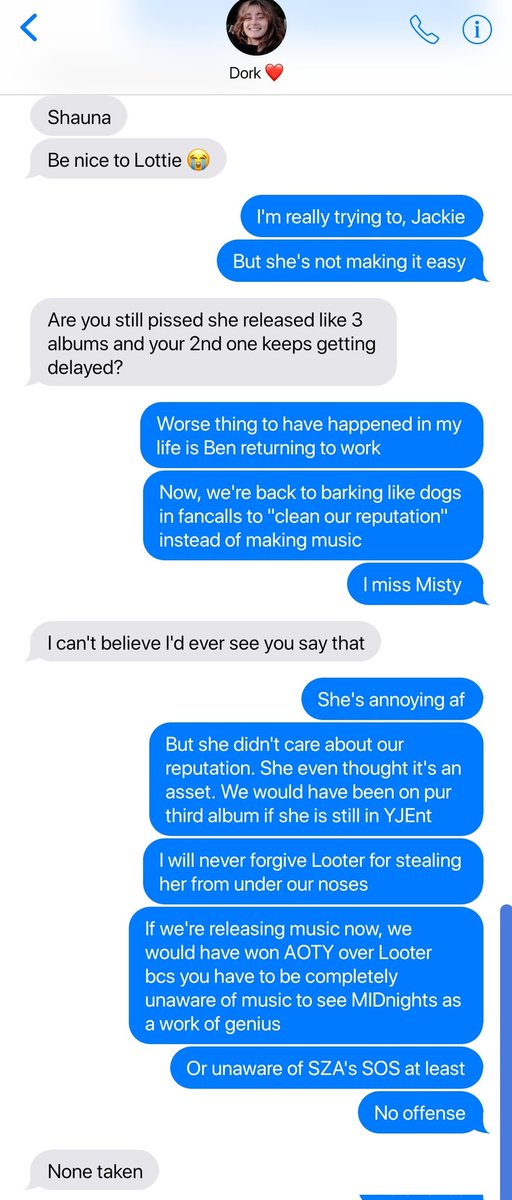 Dork ❤️
Shauna
Be nice to Lottie 😭
I'm really trying to, Jackie
But she's not making it easy
Are you still pissed she released like 3
albums and your 2nd one keeps getting
delayed?
Worse thing to have happened in my
life is Ben returning to work
Now, we're back to barking like dogs
in fancalls to "clean our reputation"
instead of making music
I miss Misty
I can't believe I'd ever see you say that
She's annoying af
But she didn't care about our
reputation. She even thought it's an
asset. We would have been on pur
third album if she is still in YJEnt
I will never forgive Looter for stealing
her from under our noses
If we're releasing music now, we
would have won AOTY over Looter
bcs you have to be completely
unaware of music to see MIDnights as
a work of genius
Or unaware of SZA's SOS at least
No offense
None taken